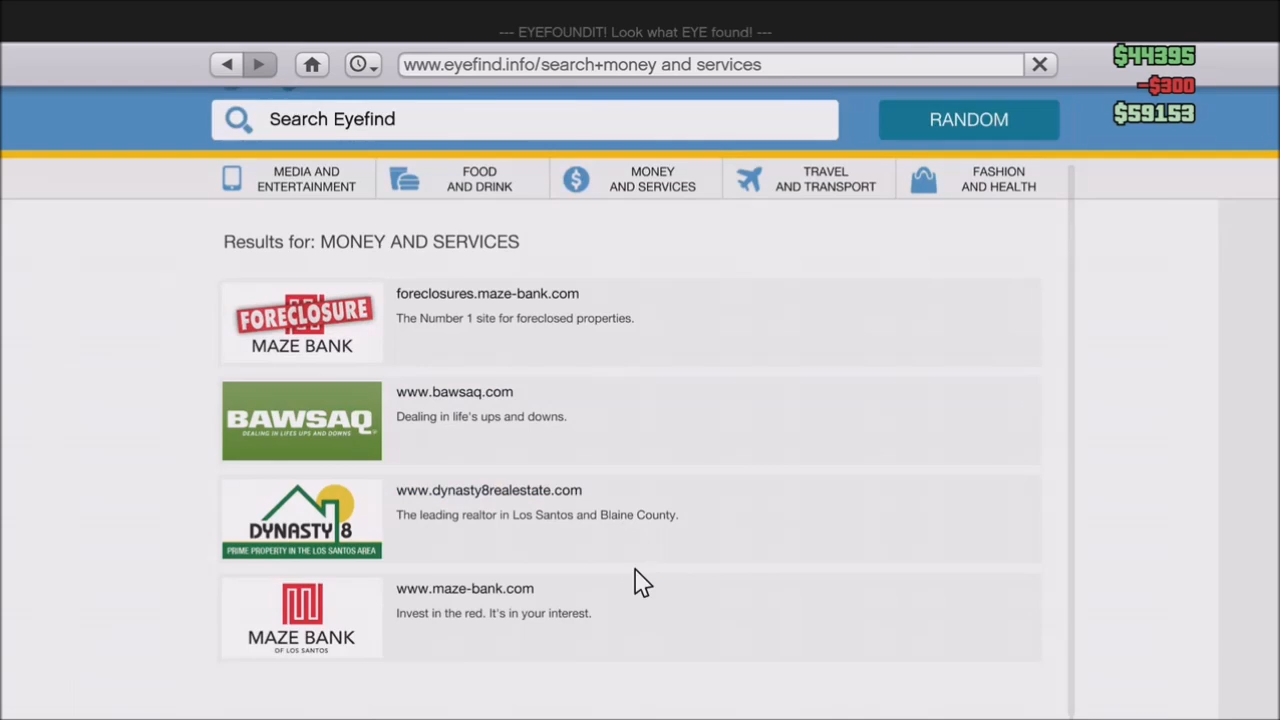 --- EYEFOUNDIT! Look what EYE found! ---
www.eyefind.info/search+money and services
$44395
-$300
$59153
Search Eyefind
RANDOM
MEDIA AND
ENTERTAINMENT
FOOD
AND DRINK
MONEY
AND SERVICES
TRAVEL
AND TRANSPORT
FASHION
AND HEALTH
Results for: MONEY AND SERVICES
FORECLOSURE
MAZE BANK
foreclosures.maze-bank.com
The Number 1 site for foreclosed properties.
BAWSAQ
DEALING IN LIFE'S UPS AND DOWNS
www.bawsaq.com
Dealing in life's ups and downs.
DYNASTY 8
PRIME PROPERTY IN THE LOS SANTOS AREA
www.dynasty8realestate.com
The leading realtor in Los Santos and Blaine County.
MAZE BANK
OF LOS SANTOS
www.maze-bank.com
Invest in the red. It's in your interest.